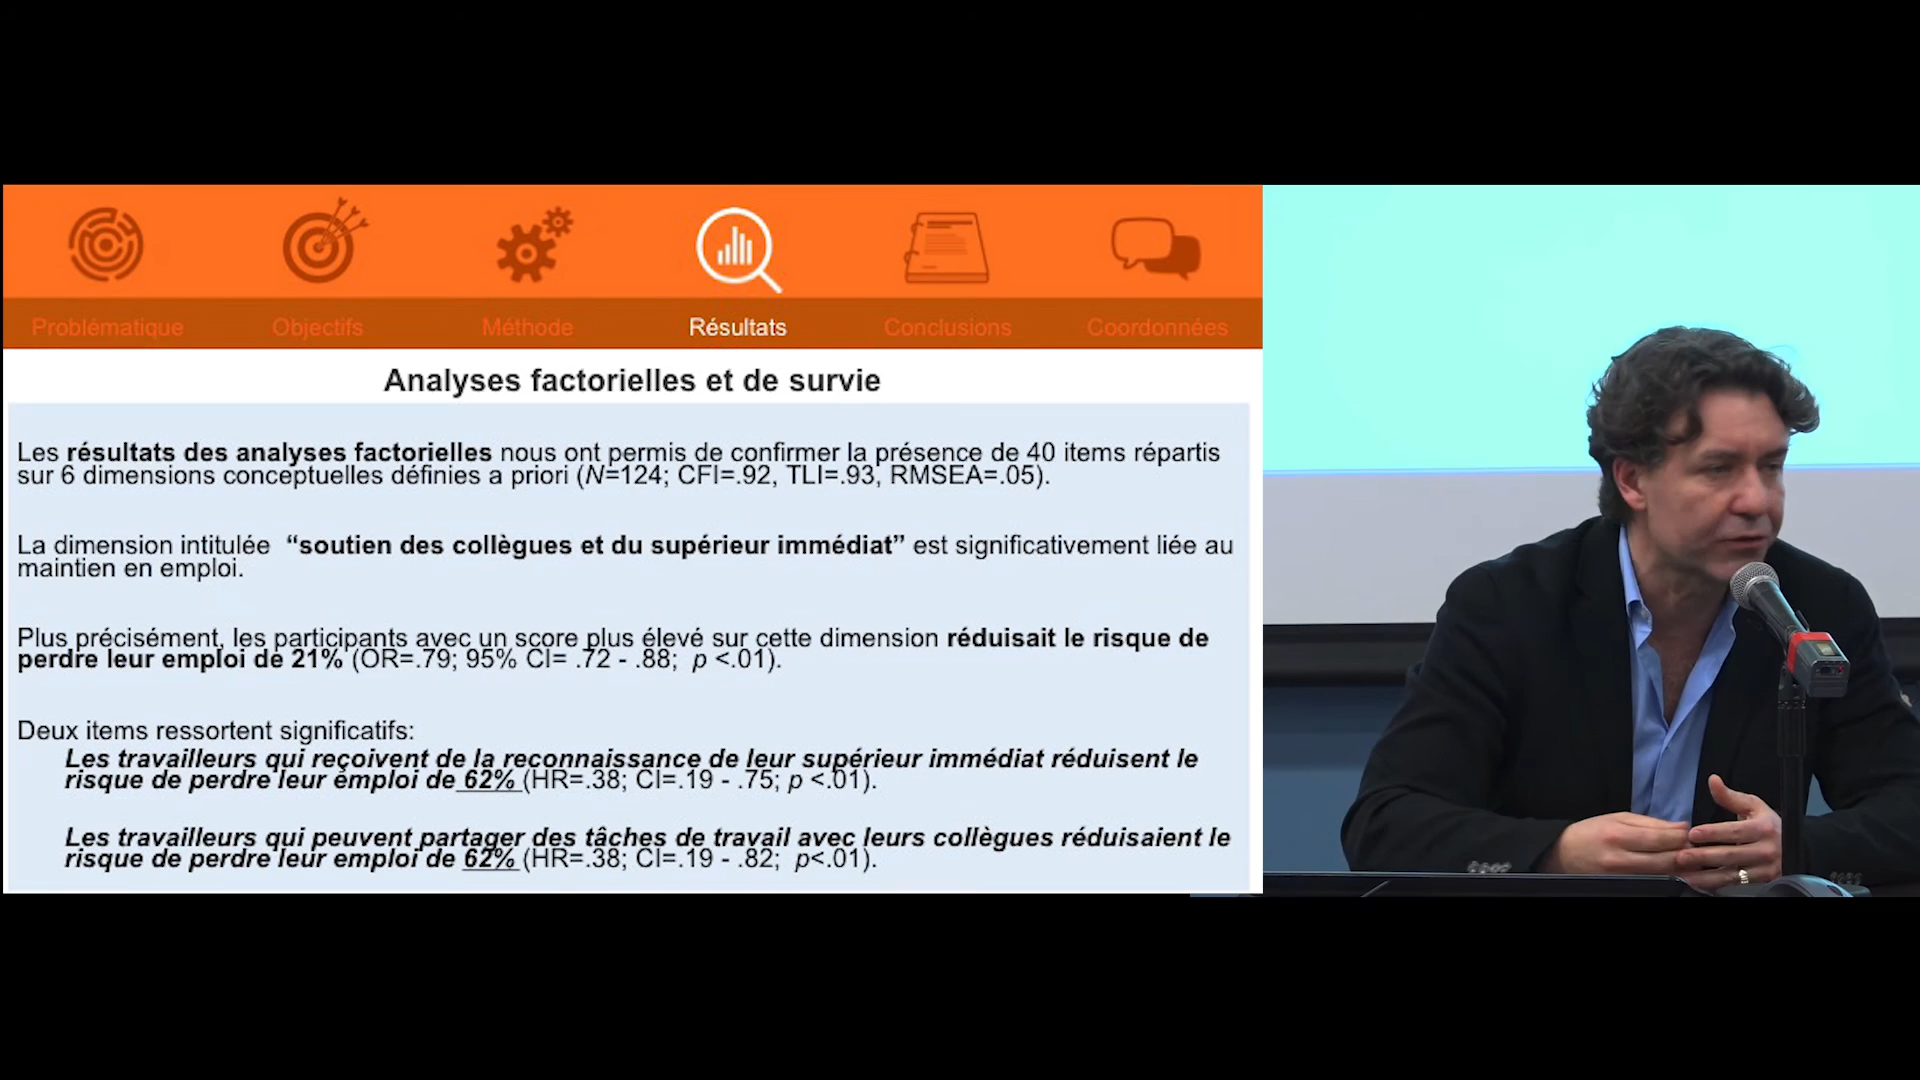 Problématique Objectifs Méthode Résultats Conclusions Coordonnées
Analyses factorielles et de survie
Les résultats des analyses factorielles nous ont permis de confirmer la présence de 40 items répartis
sur 6 dimensions conceptuelles définies a priori (N=124; CFI=.92, TLI=.93, RMSEA=.05).
La dimension intitulée “soutien des collègues et du supérieur immédiat” est significativement liée au
maintien en emploi.
Plus précisément, les participants avec un score plus élevé sur cette dimension réduisait le risque de
perdre leur emploi de 21% (OR=.79; 95% CI= .72 - .88; p <.01).
Deux items ressortent significatifs:
Les travailleurs qui reçoivent de la reconnaissance de leur supérieur immédiat réduisent le
risque de perdre leur emploi de 62% (HR=.38; CI=.19 - .75; p <.01).
Les travailleurs qui peuvent partager des tâches de travail avec leurs collègues réduisaient le
risque de perdre leur emploi de 62% (HR=.38; CI=.19 - .82; p<.01).